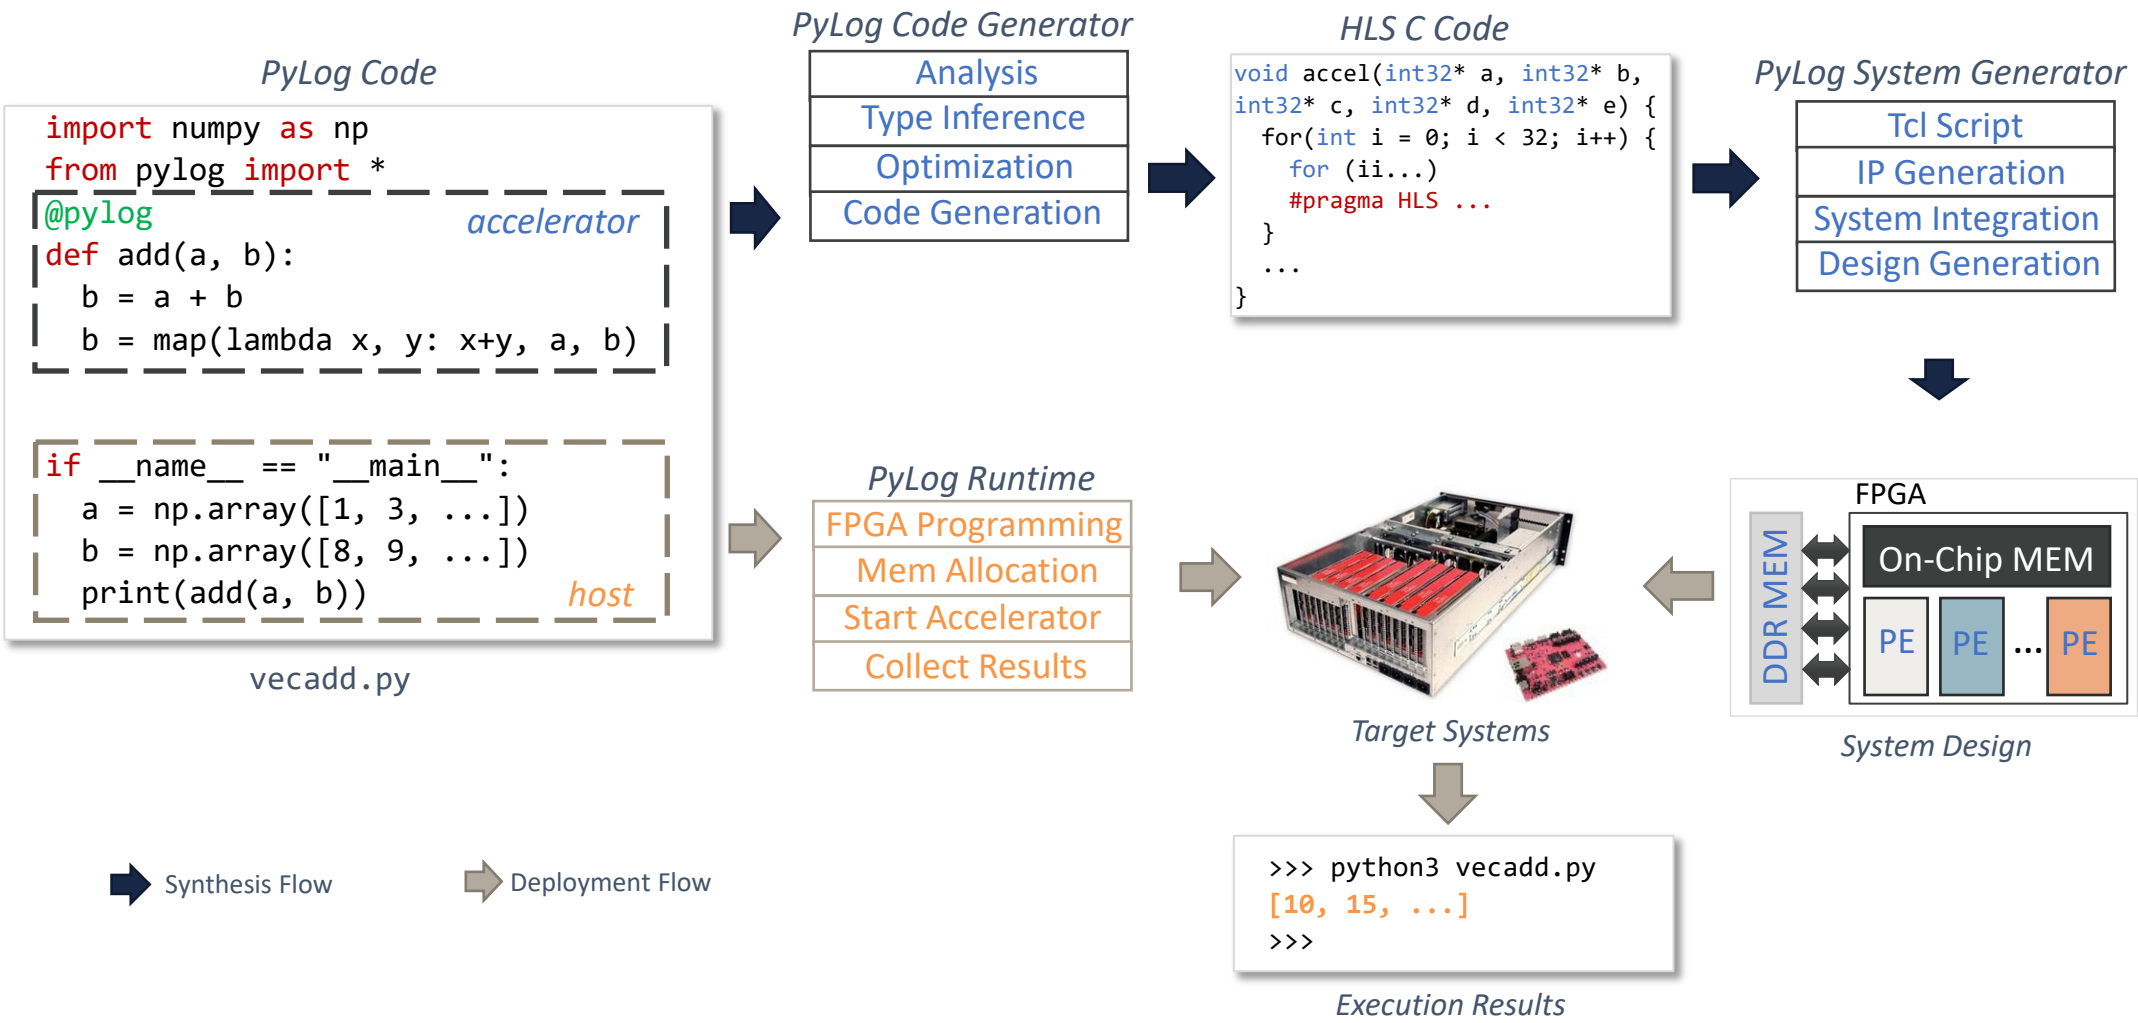 PyLog Code
import numpy as np
from pylog import *
@pylog
accelerator
def add(a, b):
b = a + b
b = map(lambda x, y: x+y, a, b)
if __name__ == "__main__":
a = np.array([1, 3, ...])
b = np.array([8, 9, ...])
print(add(a, b))
host
vecadd.py
PyLog Code Generator
Analysis
Type Inference
Optimization
Code Generation
HLS C Code
void accel(int32* a, int32* b,
int32* c, int32* d, int32* e) {
for(int i = 0; i < 32; i++) {
for (ii...)
#pragma HLS ...
}
...
}
PyLog System Generator
Tcl Script
IP Generation
System Integration
Design Generation
PyLog Runtime
FPGA Programming
Mem Allocation
Start Accelerator
Collect Results
Target Systems
FPGA
DDR MEM
On-Chip MEM
PE
PE
...
PE
System Design
Synthesis Flow
Deployment Flow
>>> python3 vecadd.py
[10, 15, ...]
>>>
Execution Results